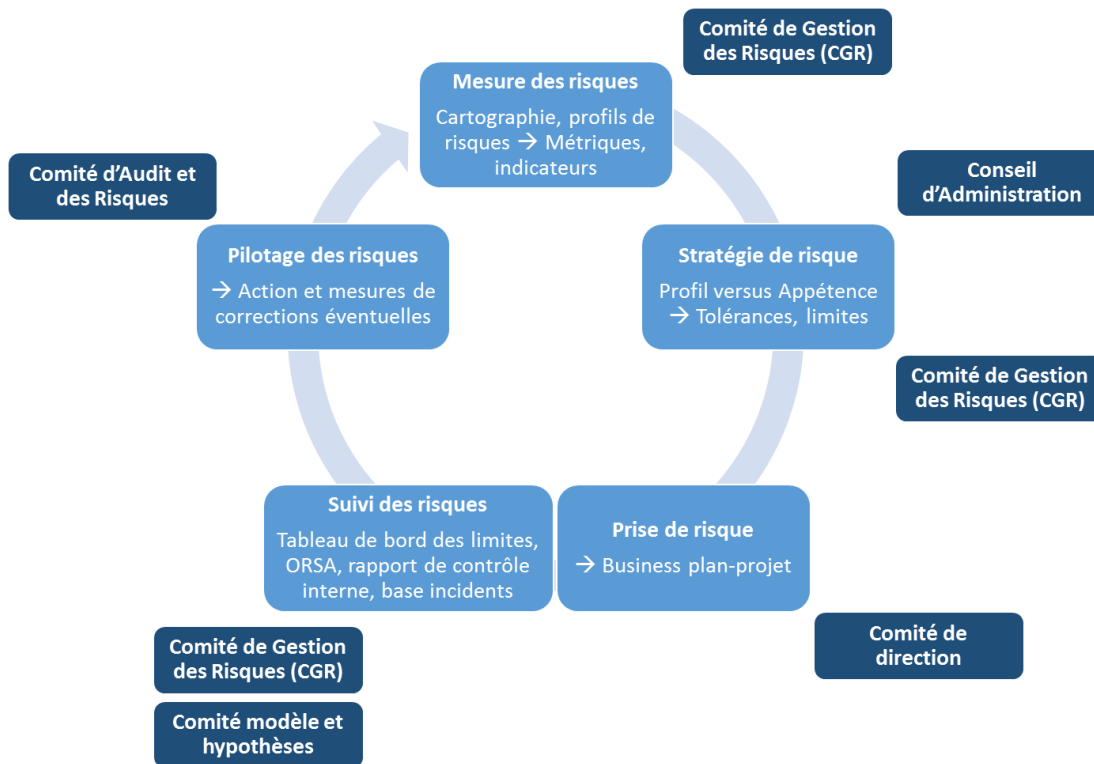 Comité de Gestion
des Risques (CGR)
Mesure des risques
Cartographie, profils de
risques → Métriques,
indicateurs
Comité d’Audit et
des Risques
Conseil
d’Administration
Pilotage des risques
→ Action et mesures de
corrections éventuelles
Stratégie de risque
Profil versus Appétence
→ Tolérances, limites
Comité de Gestion
des Risques (CGR)
Suivi des risques
Tableau de bord des limites,
ORSA, rapport de contrôle
interne, base incidents
Prise de risque
→ Business plan-projet
Comité de
direction
Comité de Gestion
des Risques (CGR)
Comité modèle et
hypothèses